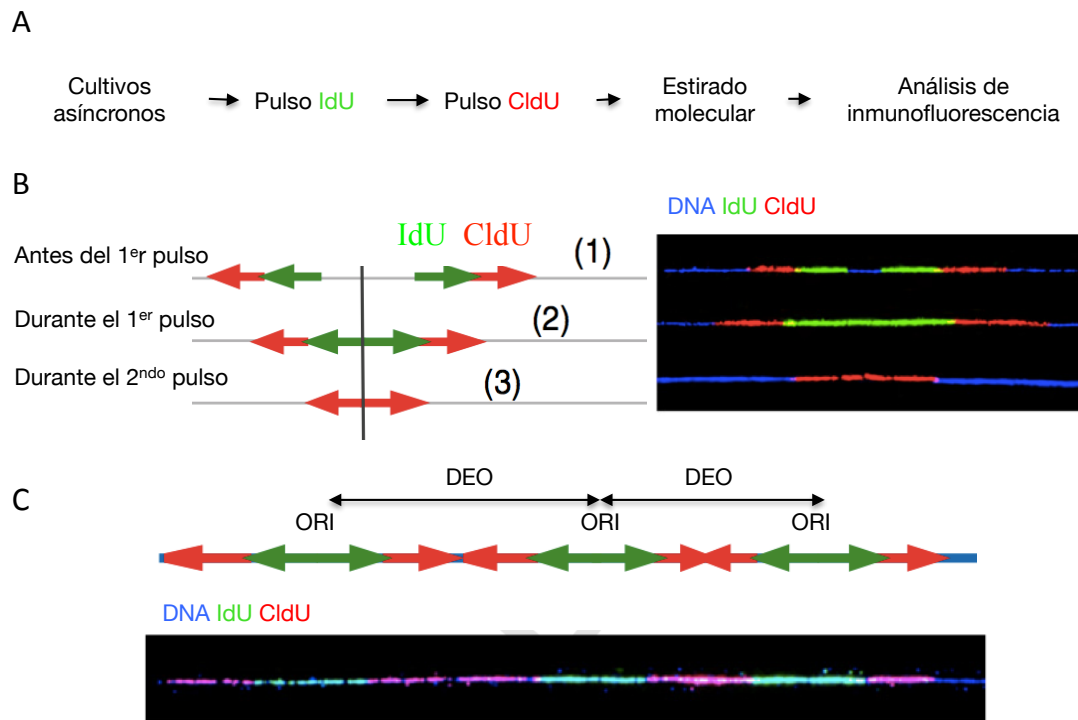 A
Cultivos
asíncronos
Pulso IdU
Pulso CldU
Estirado
molecular
Análisis de
inmunofluorescencia
B
IdU CldU
DNA IdU CldU
Antes del 1er pulso
(1)
Durante el 1er pulso
(2)
Durante el 2ndo pulso
(3)
C
DEO
DEO
ORI
ORI
ORI
DNA IdU CldU